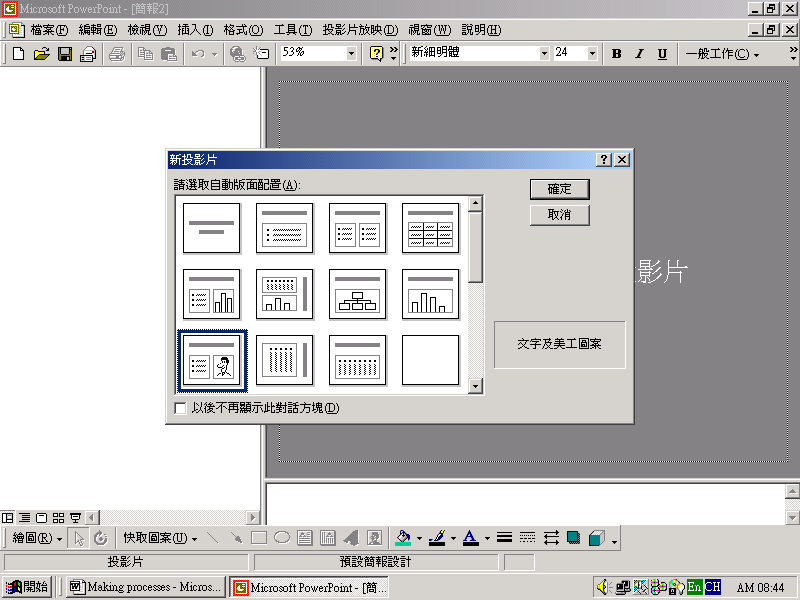 Microsoft PowerPoint - [簡報2]
檔案(F) 編輯(E) 檢視(V) 插入(I) 格式(O) 工具(T) 投影片放映(D) 視窗(W) 說明(H)
53% 新細明體 24 B I U 一般工作(C)
新投影片
請選取自動版面配置(A):
確定
取消
影片
文字及美工圖案
以後不再顯示此對話方塊(D)
繪圖(R) 快取圖案(U)
投影片 預設簡報設計
開始 Making processes - Micros... Microsoft PowerPoint - [簡... En CH AM 08:44